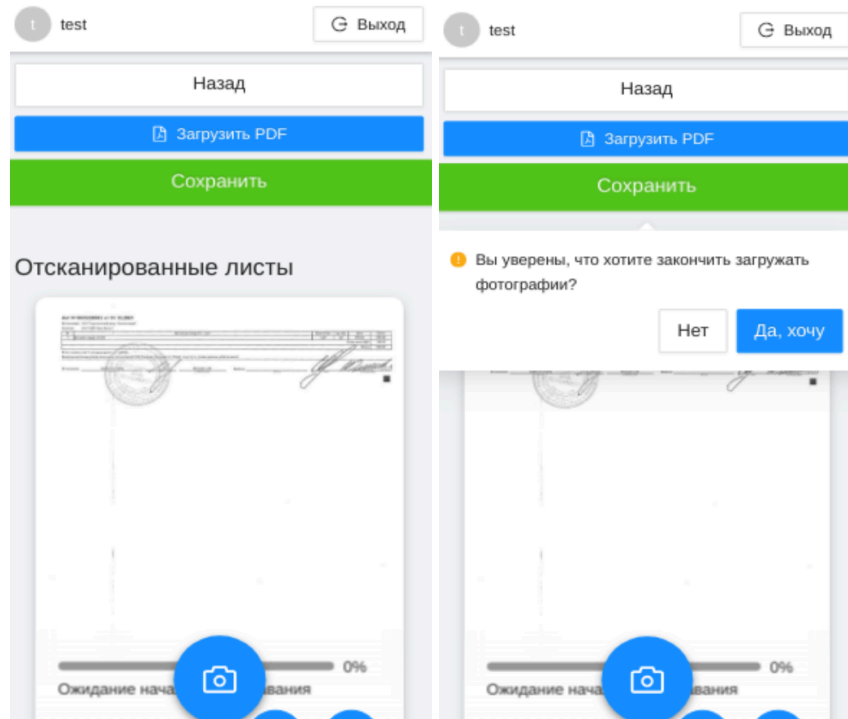 t test
Выход
Назад
Загрузить PDF
Сохранить
Отсканированные листы
0%
Ожидание нача
вания
t test
Выход
Назад
Загрузить PDF
Сохранить
Вы уверены, что хотите закончить загружать
фотографии?
Нет
Да, хочу
0%
Ожидание нача
вания